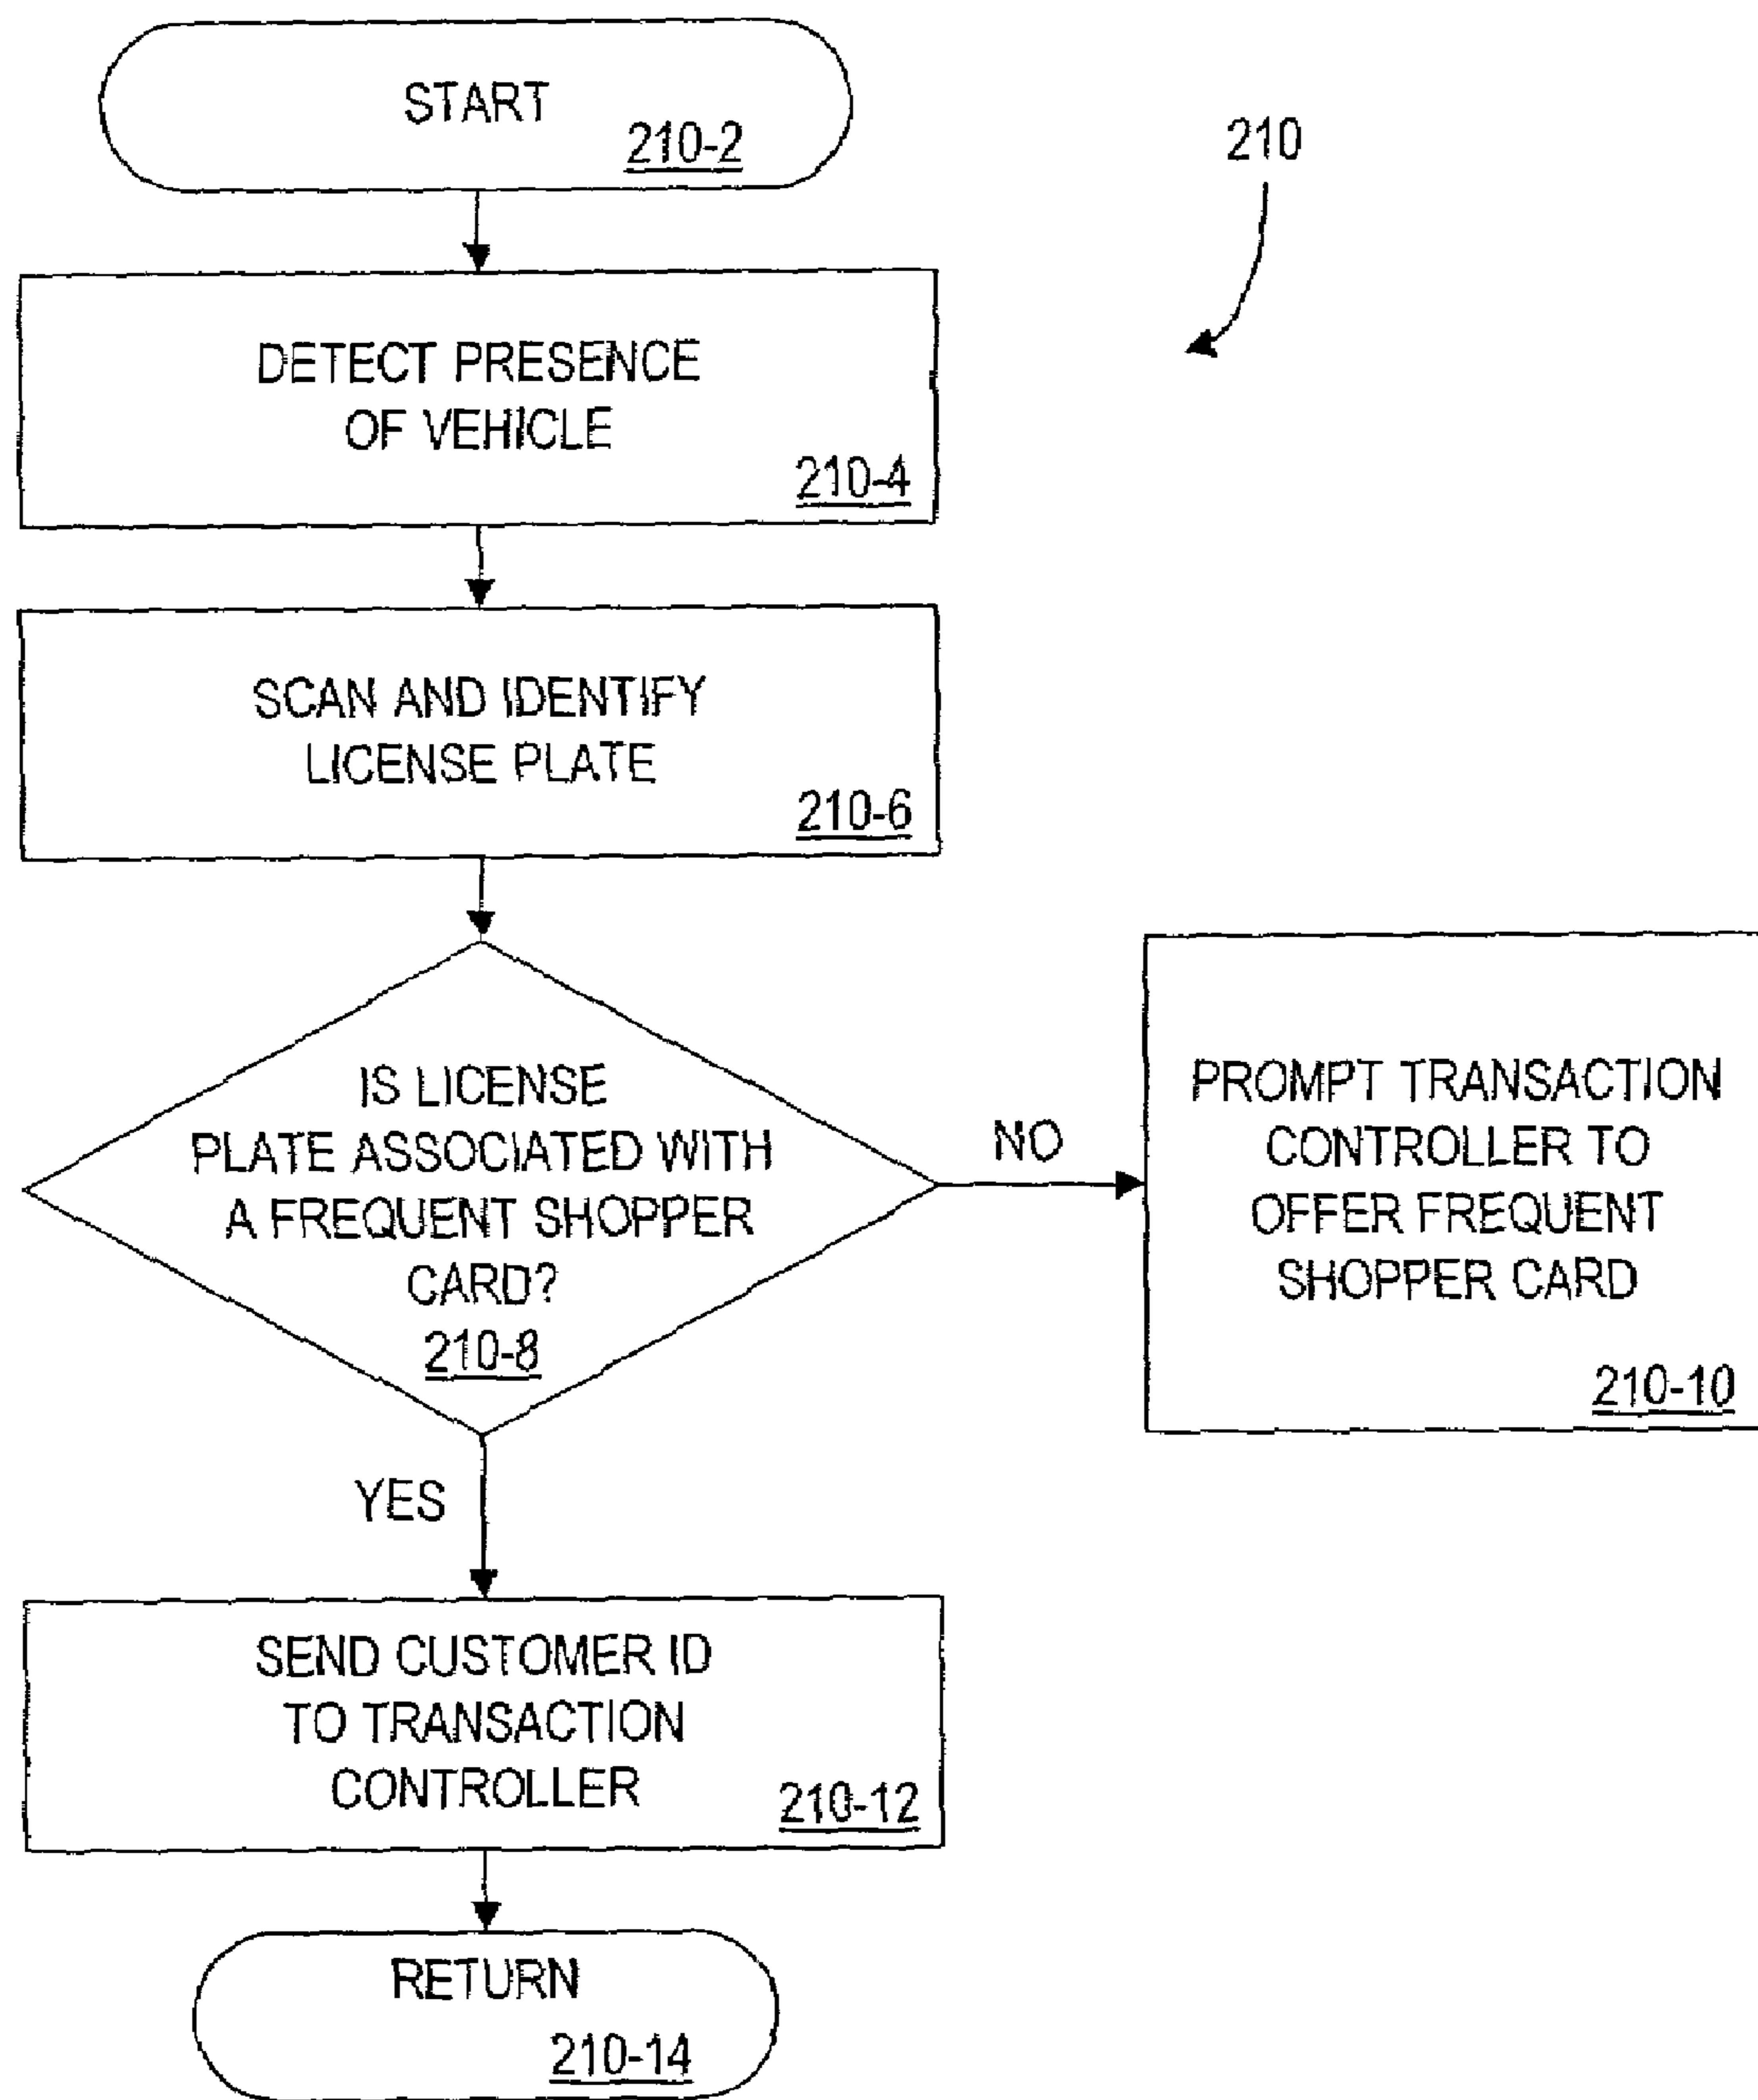 START
210-2
210
DETECT PRESENCE
OF VEHICLE
210-4
SCAN AND IDENTIFY
LICENSE PLATE
210-6
IS LICENSE
PLATE ASSOCIATED WITH
A FREQUENT SHOPPER
CARD?
210-8
NO
PROMPT TRANSACTION
CONTROLLER TO
OFFER FREQUENT
SHOPPER CARD
210-10
YES
SEND CUSTOMER ID
TO TRANSACTION
CONTROLLER
210-12
RETURN
210-14